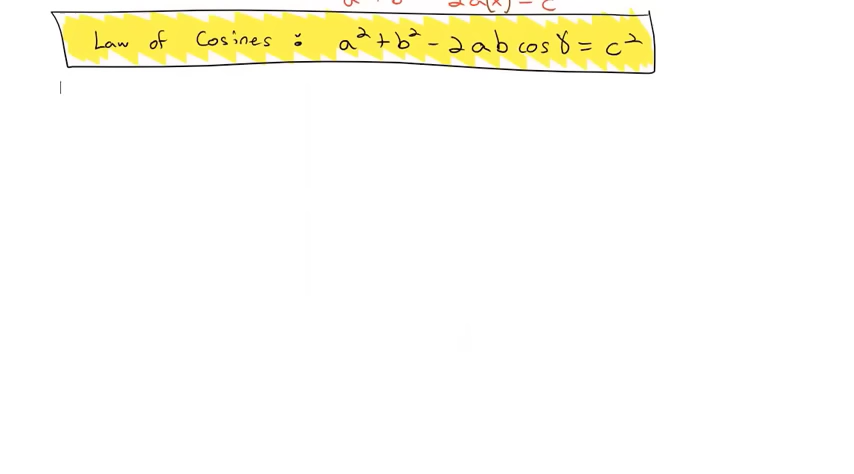 Law of Cosines : a² + b² - 2ab cos γ = c²